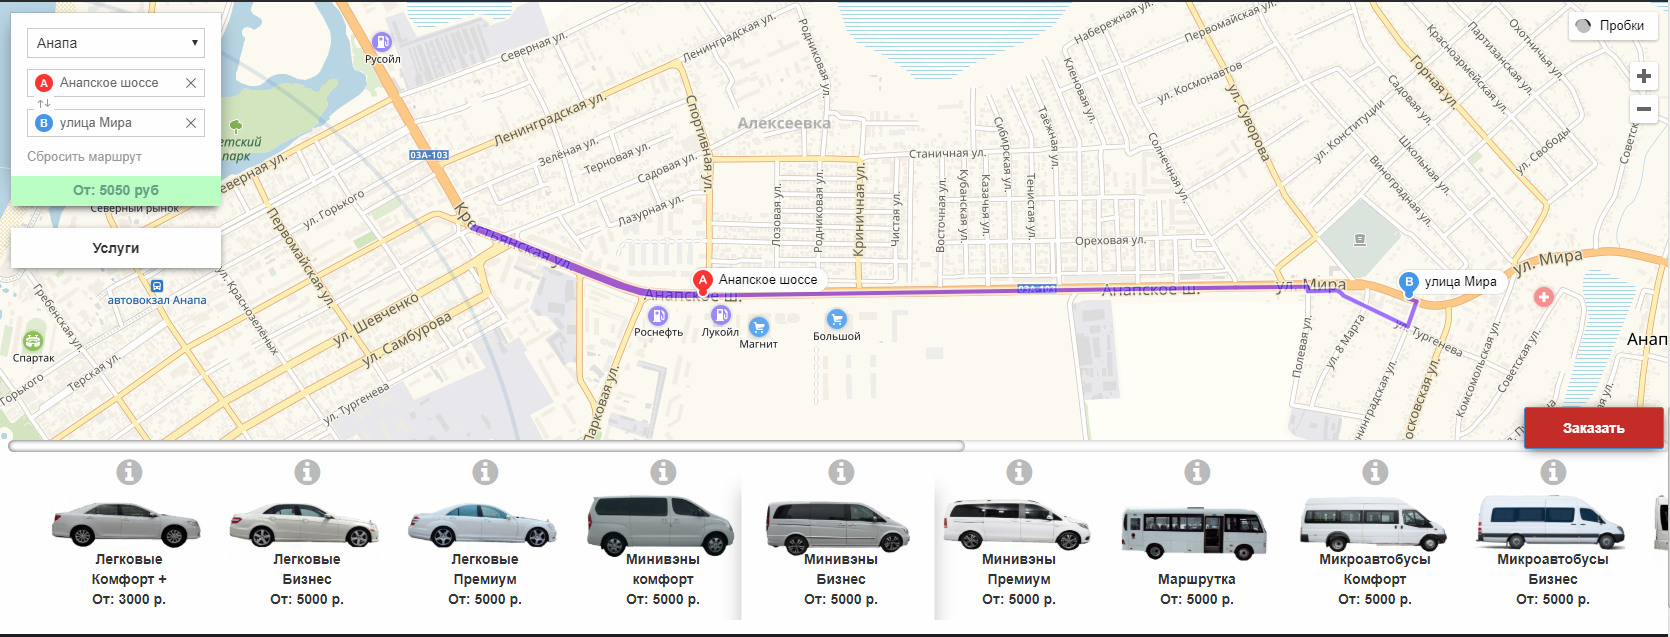 Анапа
A Анапское шоссе
B улица Мира
Сбросить маршрут
От: 5050 руб
Услуги
Пробки
Русойл
Северная ул.
Ленинградская ул.
Родниковая ул.
Набережная ул.
Первомайская ул.
Охотничья ул.
Партизанская ул.
Красноармейская ул.
Горная ул.
Садовая ул.
Кленовая ул.
ул. Космонавтов
ул. Суворова
ул. Конституции
Школьная ул.
ул. Свободы
Советс
Виноградная ул.
Алексеевка
Ленинградская ул.
Спортивная ул.
Таёжная ул.
Сибирская ул.
Солнечная ул.
Станичная ул.
03А-103
Зелёная ул.
Терновая ул.
Садовая ул.
Лазурная ул.
етский
парк
еверная ул.
Северный рынок
ул. Горького
Первомайская ул.
Крестьянская ул.
Лозовая ул.
Родниковая ул.
Криничная ул.
Чистая ул.
Восточная ул.
Кубанская ул.
Казачья ул.
Тенистая ул.
Ореховая ул.
автовокзал Анапа
Гребенская ул.
ул. Краснозелёных
ул. Шевченко
ул. Самбурова
Спартак
Горького
Терская ул.
ул. Тургенева
A Анапское шоссе
Анапское ш.
03А-103
Анапское ш.
ул. Мира
B улица Мира
ул. Мира
Роснефть
Лукойл
Магнит
Большой
Парковая ул.
Полевая ул.
ул. 8 Марта
ул. Тургенева
енинградская ул.
осковская ул.
Комсомольская ул.
Советская ул.
Анап
Заказать
Легковые
Комфорт +
От: 3000 р.
Легковые
Бизнес
От: 5000 р.
Легковые
Премиум
От: 5000 р.
Минивэны
комфорт
От: 5000 р.
Минивэны
Бизнес
От: 5000 р.
Минивэны
Премиум
От: 5000 р.
Маршрутка
От: 5000 р.
Микроавтобусы
Комфорт
От: 5000 р.
Микроавтобусы
Бизнес
От: 5000 р.